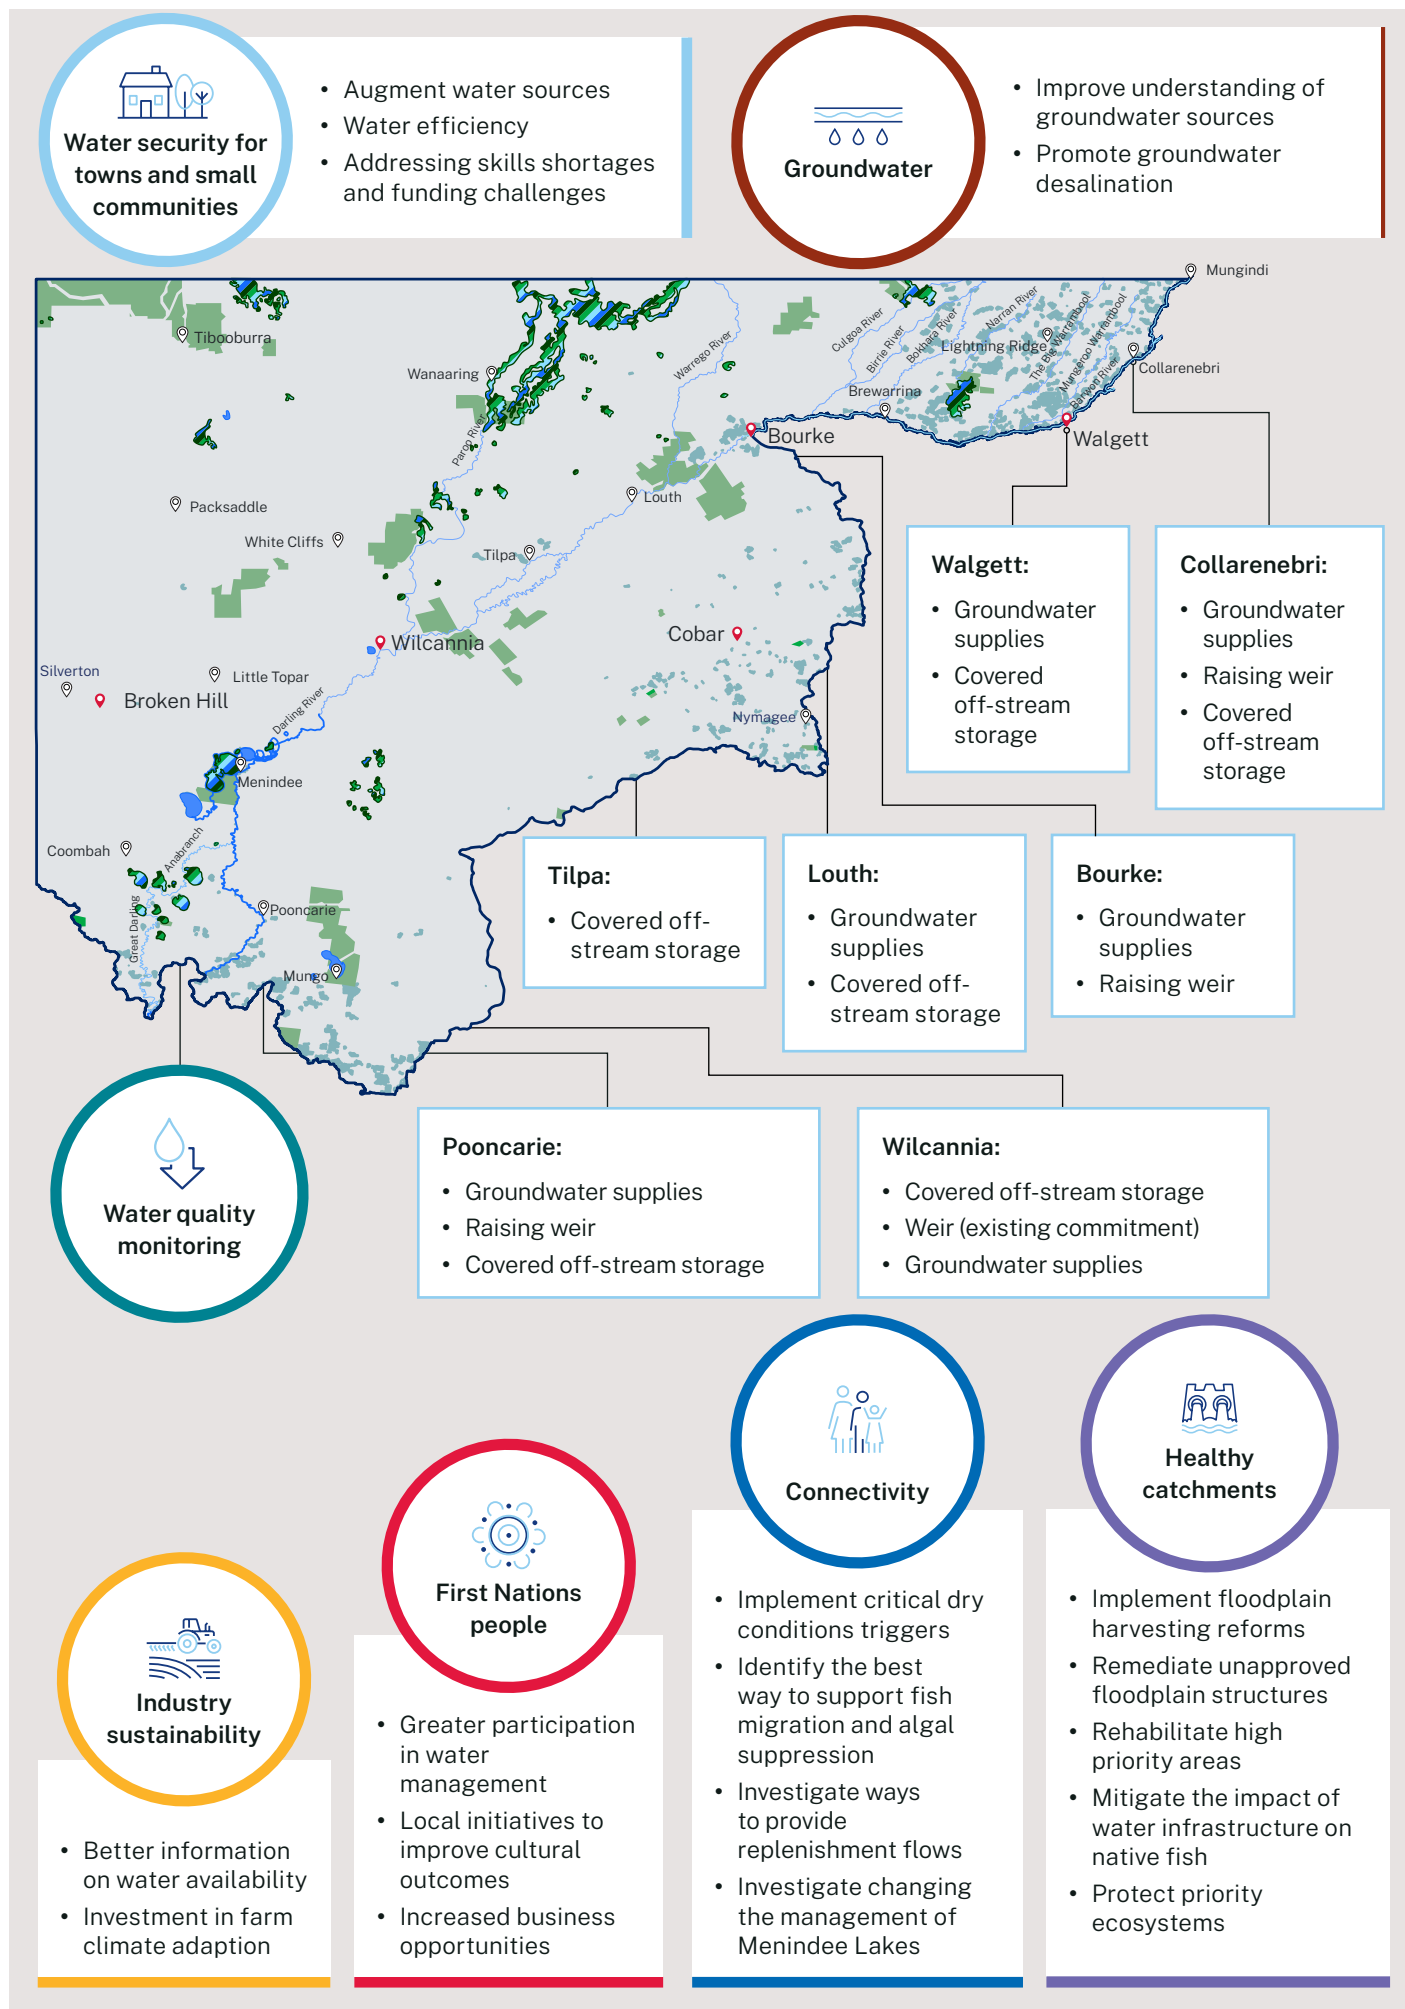 Water security for
towns and small
communities
• Augment water sources
• Water efficiency
• Addressing skills shortages
and funding challenges
Groundwater
• Improve understanding of
groundwater sources
• Promote groundwater
desalination
Mungindi
Tibooburra
Wanaaring
Warrego River
Culgoa River
Birrie River
Bokhara River
Narran River
Lightning Ridge
The Big Warrambool
Mungeroo Warrambool
Barwon River
Collarenebri
Brewarrina
Paroo River
Bourke
Walgett
Packsaddle
Louth
White Cliffs
Tilpa
Wilcannia
Cobar
Silverton
Little Topar
Broken Hill
Darling River
Nymagee
Menindee
Coombah
Anabranch
Great Darling
Pooncarie
Mungo
Walgett:
• Groundwater
supplies
• Covered
off-stream
storage
Collarenebri:
• Groundwater
supplies
• Raising weir
• Covered
off-stream
storage
Tilpa:
• Covered off-
stream storage
Louth:
• Groundwater
supplies
• Covered off-
stream storage
Bourke:
• Groundwater
supplies
• Raising weir
Water quality
monitoring
Pooncarie:
• Groundwater supplies
• Raising weir
• Covered off-stream storage
Wilcannia:
• Covered off-stream storage
• Weir (existing commitment)
• Groundwater supplies
Industry
sustainability
• Better information
on water availability
• Investment in farm
climate adaption
First Nations
people
• Greater participation
in water
management
• Local initiatives to
improve cultural
outcomes
• Increased business
opportunities
Connectivity
• Implement critical dry
conditions triggers
• Identify the best
way to support fish
migration and algal
suppression
• Investigate ways
to provide
replenishment flows
• Investigate changing
the management of
Menindee Lakes
Healthy
catchments
• Implement floodplain
harvesting reforms
• Remediate unapproved
floodplain structures
• Rehabilitate high
priority areas
• Mitigate the impact of
water infrastructure on
native fish
• Protect priority
ecosystems